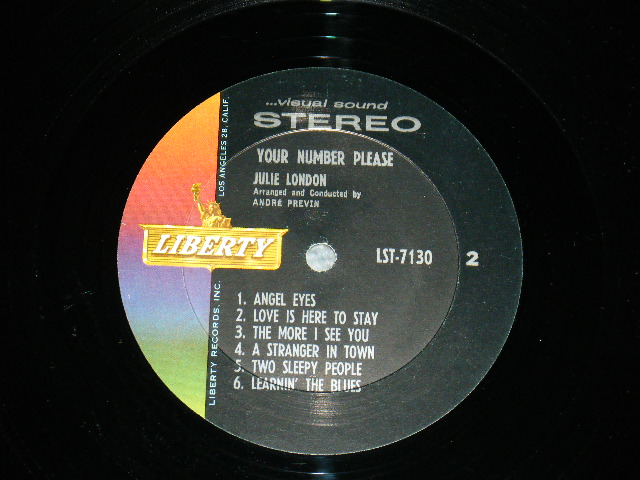 ...visual sound
STEREO
YOUR NUMBER PLEASE
JULIE LONDON
Arranged and Conducted by
ANDRÉ PREVIN
LIBERTY
LST-7130 2
1. ANGEL EYES
2. LOVE IS HERE TO STAY
3. THE MORE I SEE YOU
4. A STRANGER IN TOWN
5. TWO SLEEPY PEOPLE
6. LEARNIN' THE BLUES
LIBERTY RECORDS, INC.
LOS ANGELES 28, CALIF.